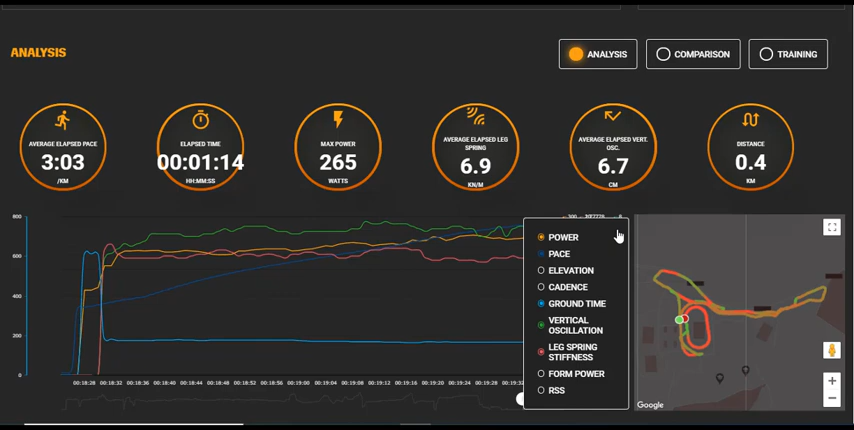 ANALYSIS
ANALYSIS
COMPARISON
TRAINING
AVERAGE ELAPSED PACE
3:03
/KM
ELAPSED TIME
00:01:14
HH:MM:SS
MAX POWER
265
WATTS
AVERAGE ELAPSED LEG
SPRING
6.9
KN/M
AVERAGE ELAPSED VERT.
OSC.
6.7
CM
DISTANCE
0.4
KM
800
600
400
200
0
POWER
PACE
ELEVATION
CADENCE
GROUND TIME
VERTICAL
OSCILLATION
LEG SPRING
STIFFNESS
FORM POWER
RSS
00:18:28 00:18:32 00:18:36 00:18:40 00:18:44 00:18:48 00:18:52 00:18:56 00:19:00 00:19:04 00:19:08 00:19:12 00:19:16 00:19:20 00:19:24 00:19:28
Google